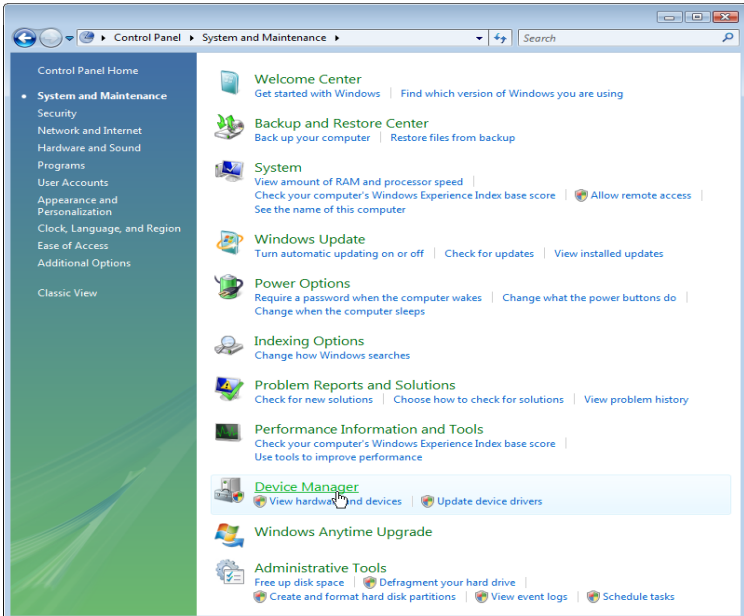 Control Panel System and Maintenance Search
Control Panel Home
System and Maintenance
Security
Network and Internet
Hardware and Sound
Programs
User Accounts
Appearance and
Personalization
Clock, Language, and Region
Ease of Access
Additional Options
Classic View
Welcome Center
Get started with Windows Find which version of Windows you are using
Backup and Restore Center
Back up your computer Restore files from backup
System
View amount of RAM and processor speed
Check your computer's Windows Experience Index base score Allow remote access
See the name of this computer
Windows Update
Turn automatic updating on or off Check for updates View installed updates
Power Options
Require a password when the computer wakes Change what the power buttons do
Change when the computer sleeps
Indexing Options
Change how Windows searches
Problem Reports and Solutions
Check for new solutions Choose how to check for solutions View problem history
Performance Information and Tools
Check your computer's Windows Experience Index base score
Use tools to improve performance
Device Manager
View hardware and devices Update device drivers
Windows Anytime Upgrade
Administrative Tools
Free up disk space Defragment your hard drive
Create and format hard disk partitions View event logs Schedule tasks